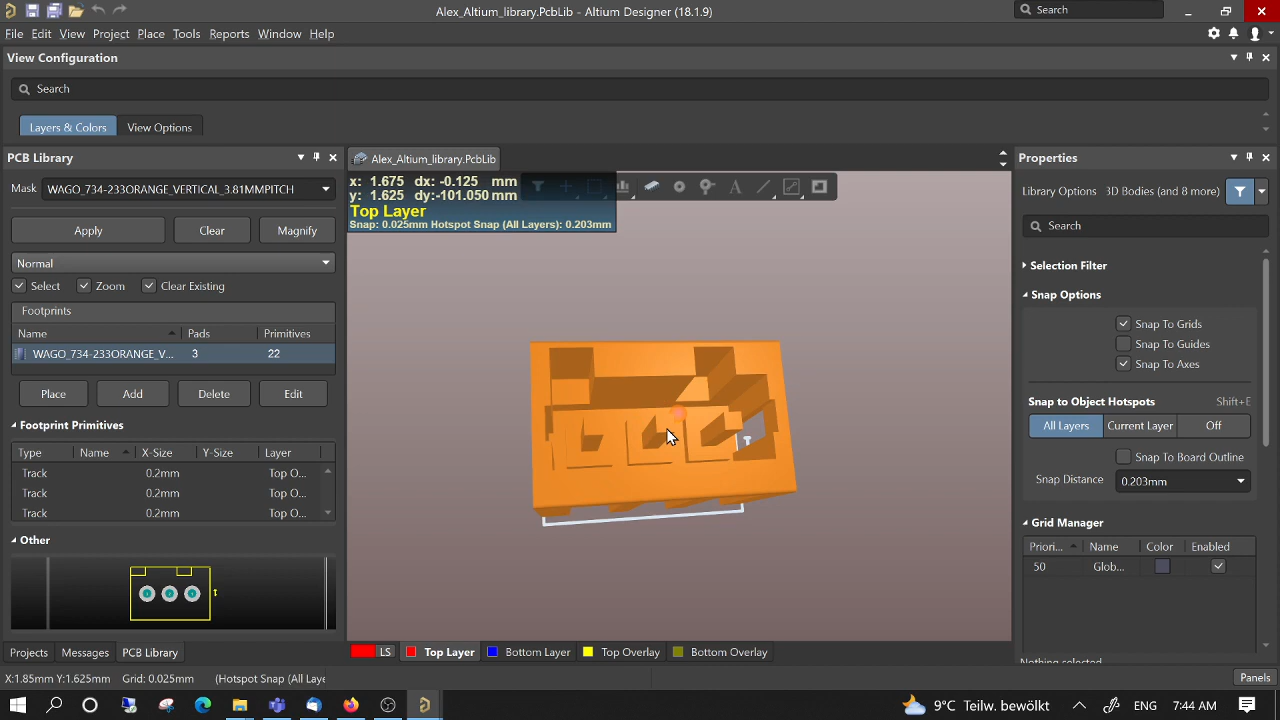 Alex_Altium_library.PcbLib - Altium Designer (18.1.9)
Search
File Edit View Project Place Tools Reports Window Help
View Configuration
Search
Layers & Colors
View Options
PCB Library
Mask
WAGO_734-233ORANGE_VERTICAL_3.81MMPITCH
Apply
Clear
Magnify
Normal
Select
Zoom
Clear Existing
Footprints
Name Pads Primitives
WAGO_734-233ORANGE_V... 3 22
Place
Add
Delete
Edit
Footprint Primitives
Type Name X-Size Y-Size Layer
Track 0.2mm Top O...
Track 0.2mm Top O...
Track 0.2mm Top O...
Other
Projects
Messages
PCB Library
Alex_Altium_library.PcbLib
x: 1.675 dx: -0.125 mm
y: 1.625 dy:-101.050 mm
Top Layer
Snap: 0.025mm Hotspot Snap (All Layers): 0.203mm
LS
Top Layer
Bottom Layer
Top Overlay
Bottom Overlay
Properties
Library Options
3D Bodies (and 8 more)
Search
Selection Filter
Snap Options
Snap To Grids
Snap To Guides
Snap To Axes
Snap to Object Hotspots
Shift+E
All Layers
Current Layer
Off
Snap To Board Outline
Snap Distance
0.203mm
Grid Manager
Priori... Name Color Enabled
50 Glob...
X:1.85mm Y:1.625mm Grid: 0.025mm (Hotspot Snap (All Laye
Panels
9°C Teilw. bewölkt
ENG
7:44 AM